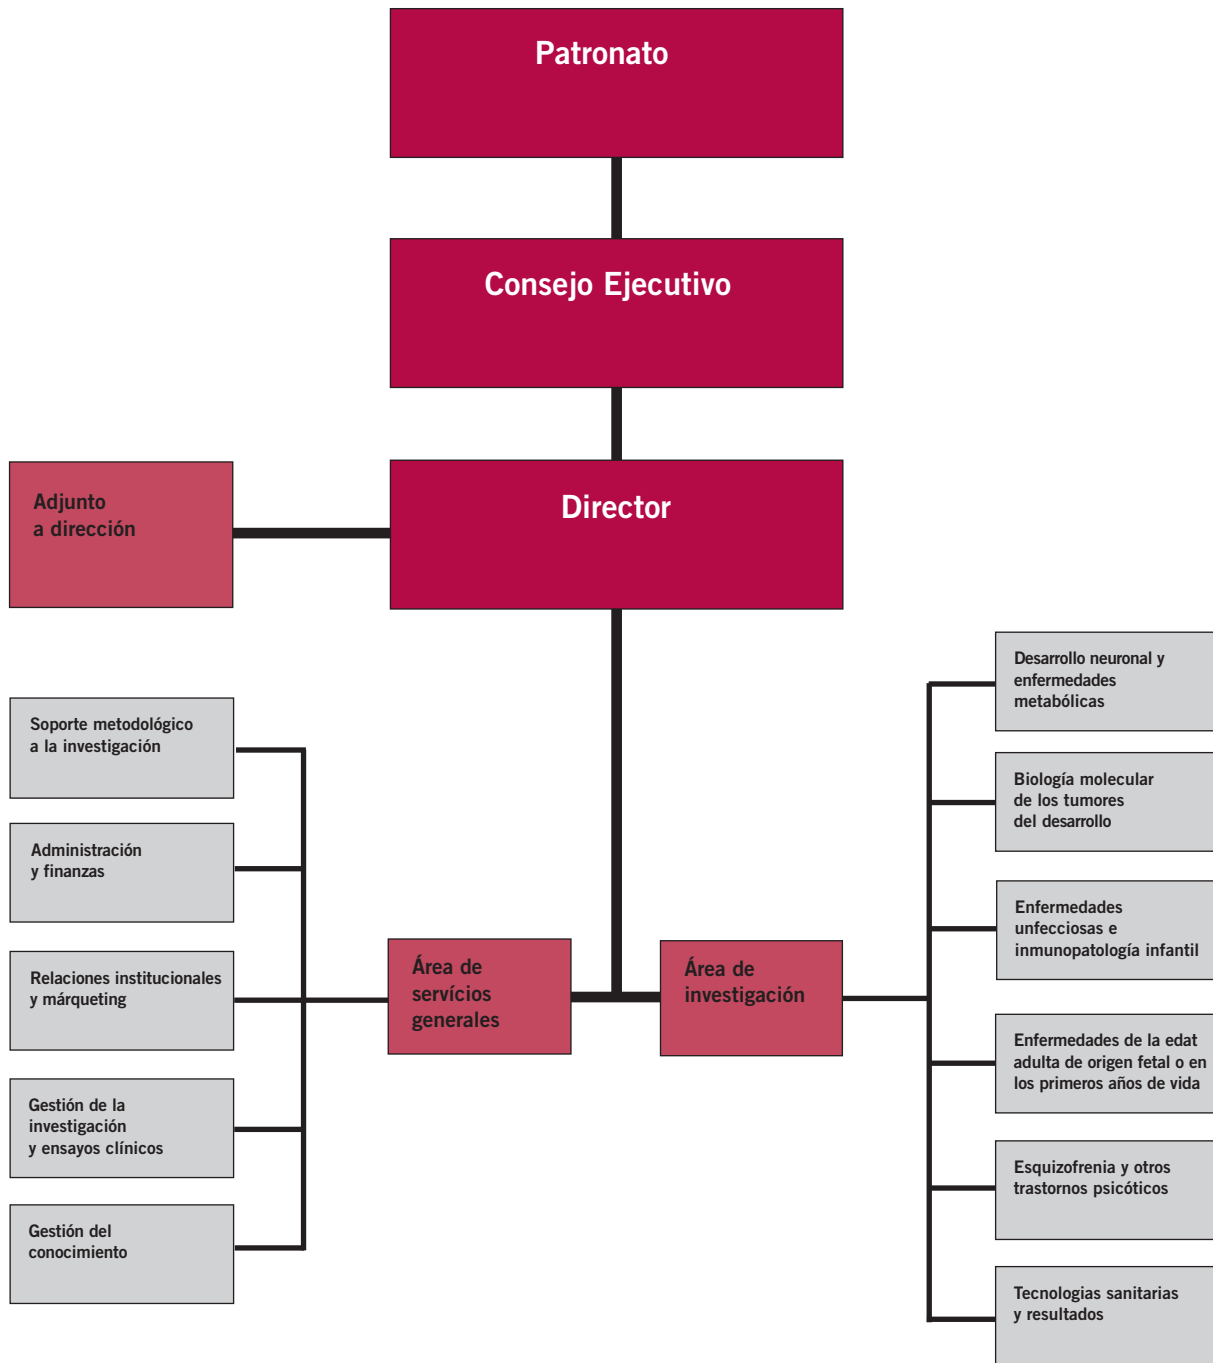 Patronato
Consejo Ejecutivo
Director
Adjunto
a dirección
Soporte metodológico
a la investigación
Administración
y finanzas
Relaciones institucionales
y márqueting
Gestión de la
investigación
y ensayos clínicos
Gestión del
conocimiento
Área de
servícios
generales
Área de
investigación
Desarrollo neuronal y
enfermedades
metabólicas
Biología molecular
de los tumores
del desarrollo
Enfermedades
unfecciosas e
inmunopatología infantil
Enfermedades de la edat
adulta de origen fetal o en
los primeros años de vida
Esquizofrenia y otros
trastornos psicóticos
Tecnologias sanitarias
y resultados